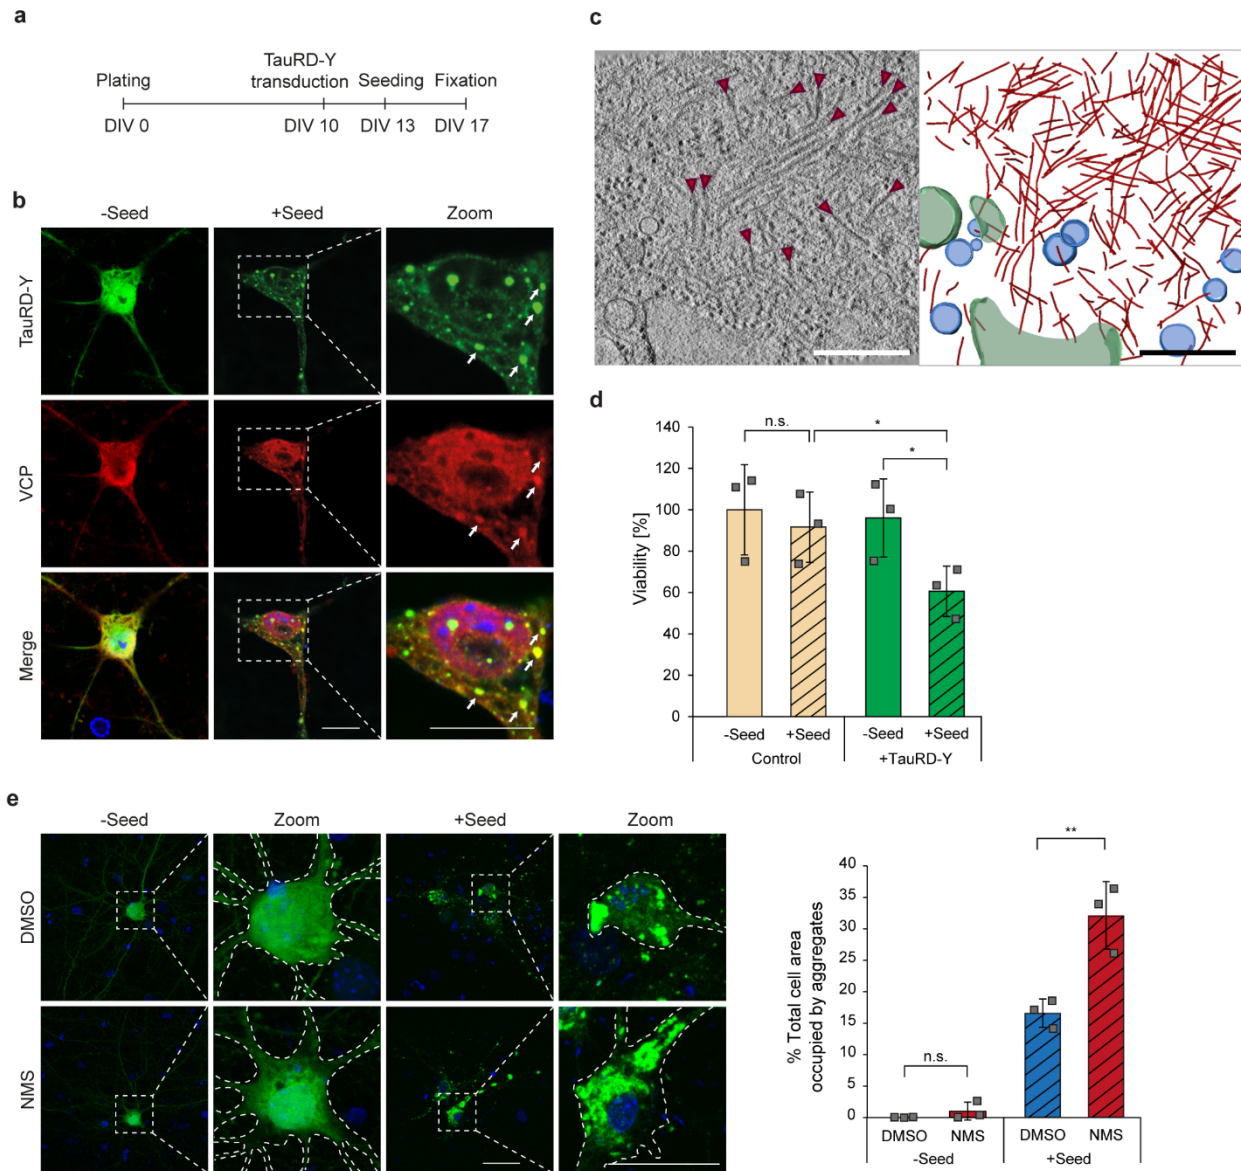 a
Plating
TauRD-Y
transduction
Seeding
Fixation
DIV 0
DIV 10
DIV 13
DIV 17
b
-Seed
+Seed
Zoom
TauRD-Y
VCP
Merge
c
d
Viability [%]
140
120
100
80
60
40
20
0
n.s.
*
*
-Seed
+Seed
-Seed
+Seed
Control
+TauRD-Y
e
-Seed
Zoom
+Seed
Zoom
DMSO
NMS
% Total cell area
occupied by aggregates
40
35
30
25
20
15
10
5
0
n.s.
**
DMSO
NMS
DMSO
NMS
-Seed
+Seed